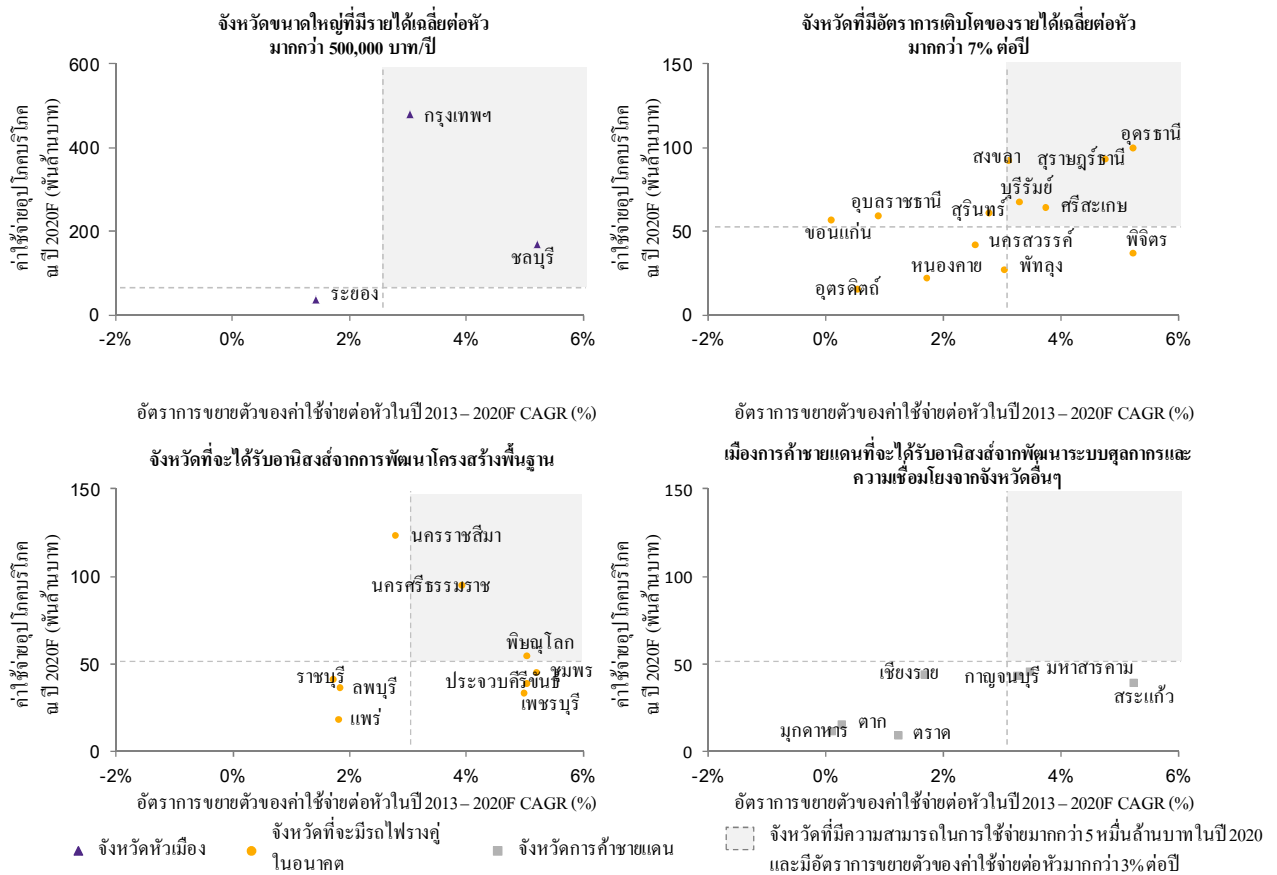 จังหวัดขนาดใหญ่ที่มีรายได้เฉลี่ยต่อหัว
มากกว่า 500,000 บาท/ปี
ค่าใช้จ่ายอุปโภคบริโภค
ณ ปี 2020F (พันล้านบาท)
600
400
300
200
100
0
กรุงเทพฯ
ชลบุรี
ระยอง
-2%
0%
2%
4%
6%
อัตราการขยายตัวของค่าใช้จ่ายต่อหัวในปี 2013 – 2020F CAGR (%)
จังหวัดที่มีอัตราการเติบโตของรายได้เฉลี่ยต่อหัว
มากกว่า 7% ต่อปี
ค่าใช้จ่ายอุปโภคบริโภค
ณ ปี 2020F (พันล้านบาท)
150
100
50
0
อุดรธานี
สงขลา
สุราษฎร์ธานี
บุรีรัมย์
อุบลราชธานี
สุรินทร์
ศรีสะเกษ
ขอนแก่น
นครสวรรค์
พิจิตร
หนองคาย
พัทลุง
อุตรดิตถ์
-2%
0%
2%
4%
6%
อัตราการขยายตัวของค่าใช้จ่ายต่อหัวในปี 2013 – 2020F CAGR (%)
จังหวัดที่จะได้รับอานิสงส์จากการพัฒนาโครงสร้างพื้นฐาน
ค่าใช้จ่ายอุปโภคบริโภค
ณ ปี 2020F (พันล้านบาท)
150
100
50
0
นครราชสีมา
นครศรีธรรมราช
พิษณุโลก
ราชบุรี
ลพบุรี
ประจวบคีรีขันธ์
ชุมพร
เพชรบุรี
แพร่
-2%
0%
2%
4%
6%
อัตราการขยายตัวของค่าใช้จ่ายต่อหัวในปี 2013 – 2020F CAGR (%)
เมืองการค้าชายแดนที่จะได้รับอานิสงส์จากพัฒนาระบบศุลกากรและ
ความเชื่อมโยงจากจังหวัดอื่นๆ
ค่าใช้จ่ายอุปโภคบริโภค
ณ ปี 2020F (พันล้านบาท)
150
100
50
0
เชียงราย
กาญจนบุรี
มหาสารคาม
สระแก้ว
มุกดาหาร
ตาก
ตราด
-2%
0%
2%
4%
6%
อัตราการขยายตัวของค่าใช้จ่ายต่อหัวในปี 2013 – 2020F CAGR (%)
จังหวัดหัวเมือง
จังหวัดที่จะมีรถไฟรางคู่
ในอนาคต
จังหวัดการค้าชายแดน
จังหวัดที่มีความสามารถในการใช้จ่ายมากกว่า 5 หมื่นล้านบาทในปี 2020
และมีอัตราการขยายตัวของค่าใช้จ่ายต่อหัวมากกว่า 3% ต่อปี